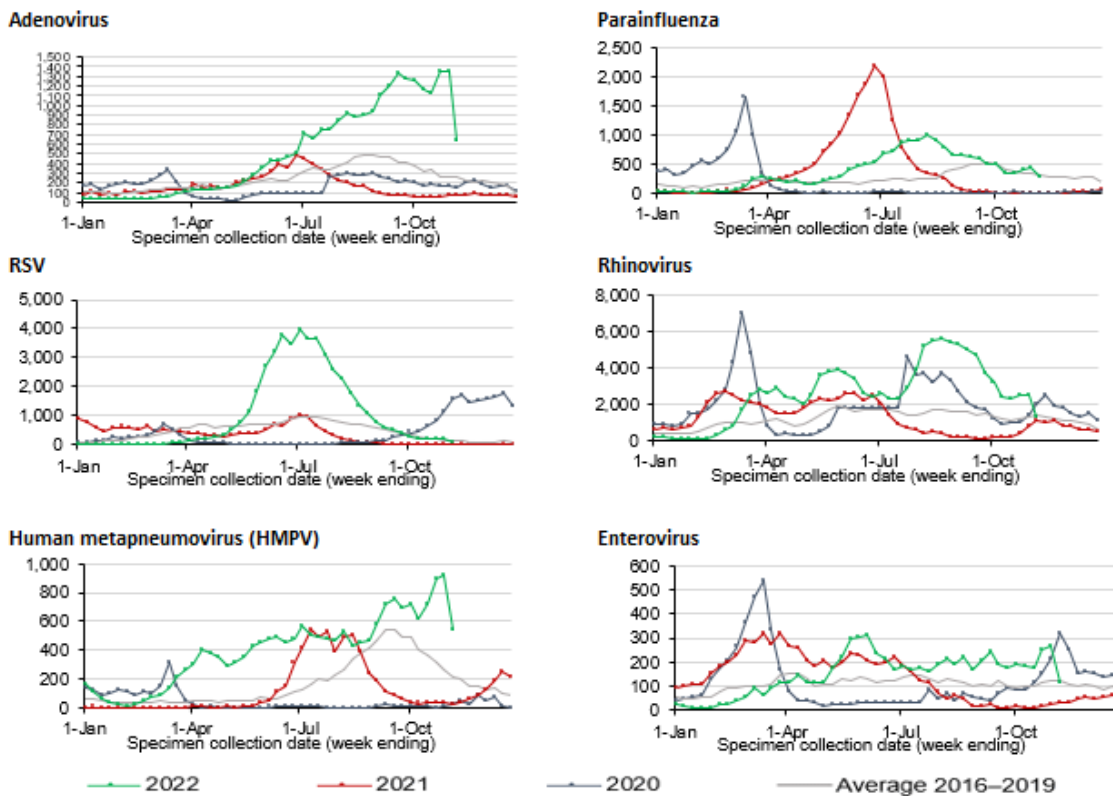 Adenovirus
1,500
1,400
1,300
1,200
1,100
1,000
900
800
700
600
500
400
300
200
100
0
1-Jan 1-Apr 1-Jul 1-Oct
Specimen collection date (week ending)
Parainfluenza
2,500
2,000
1,500
1,000
500
0
1-Jan 1-Apr 1-Jul 1-Oct
Specimen collection date (week ending)
RSV
5,000
4,000
3,000
2,000
1,000
0
1-Jan 1-Apr 1-Jul 1-Oct
Specimen collection date (week ending)
Rhinovirus
8,000
6,000
4,000
2,000
0
1-Jan 1-Apr 1-Jul 1-Oct
Specimen collection date (week ending)
Human metapneumovirus (HMPV)
1,000
800
600
400
200
0
1-Jan 1-Apr 1-Jul 1-Oct
Specimen collection date (week ending)
Enterovirus
600
500
400
300
200
100
0
1-Jan 1-Apr 1-Jul 1-Oct
Specimen collection date (week ending)
2022 2021 2020 Average 2016–2019